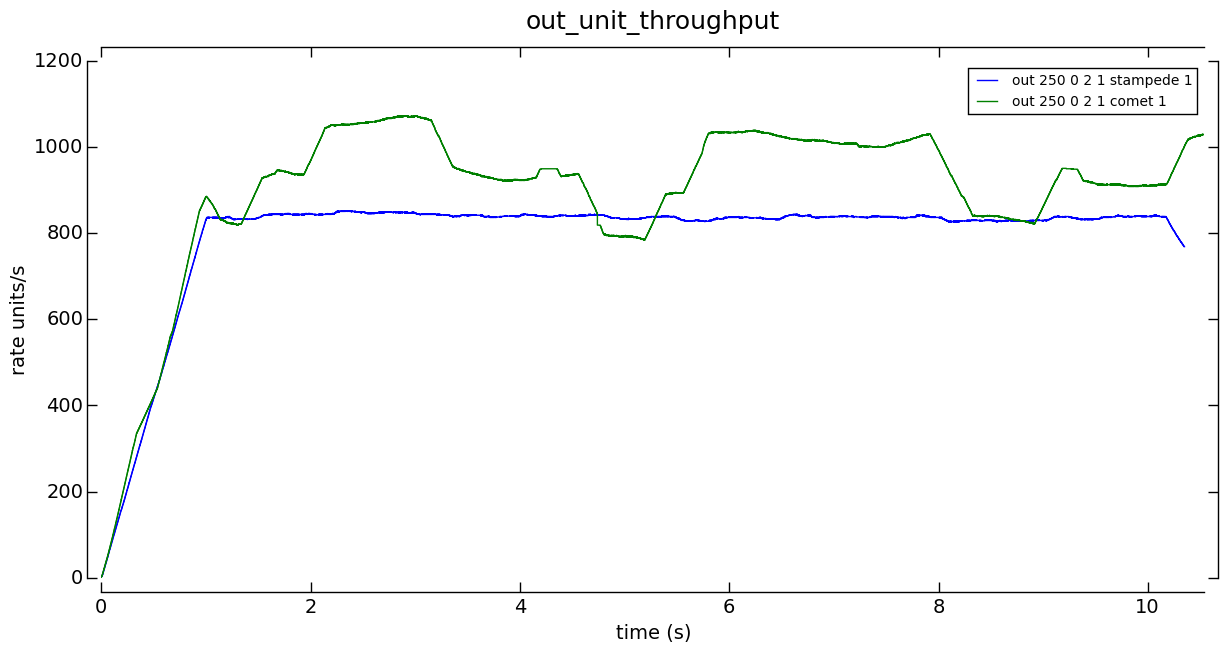 out_unit_throughput
1200
1000
800
600
400
200
0
rate units/s
out 250 0 2 1 stampede 1
out 250 0 2 1 comet 1
0 2 4 6 8 10
time (s)